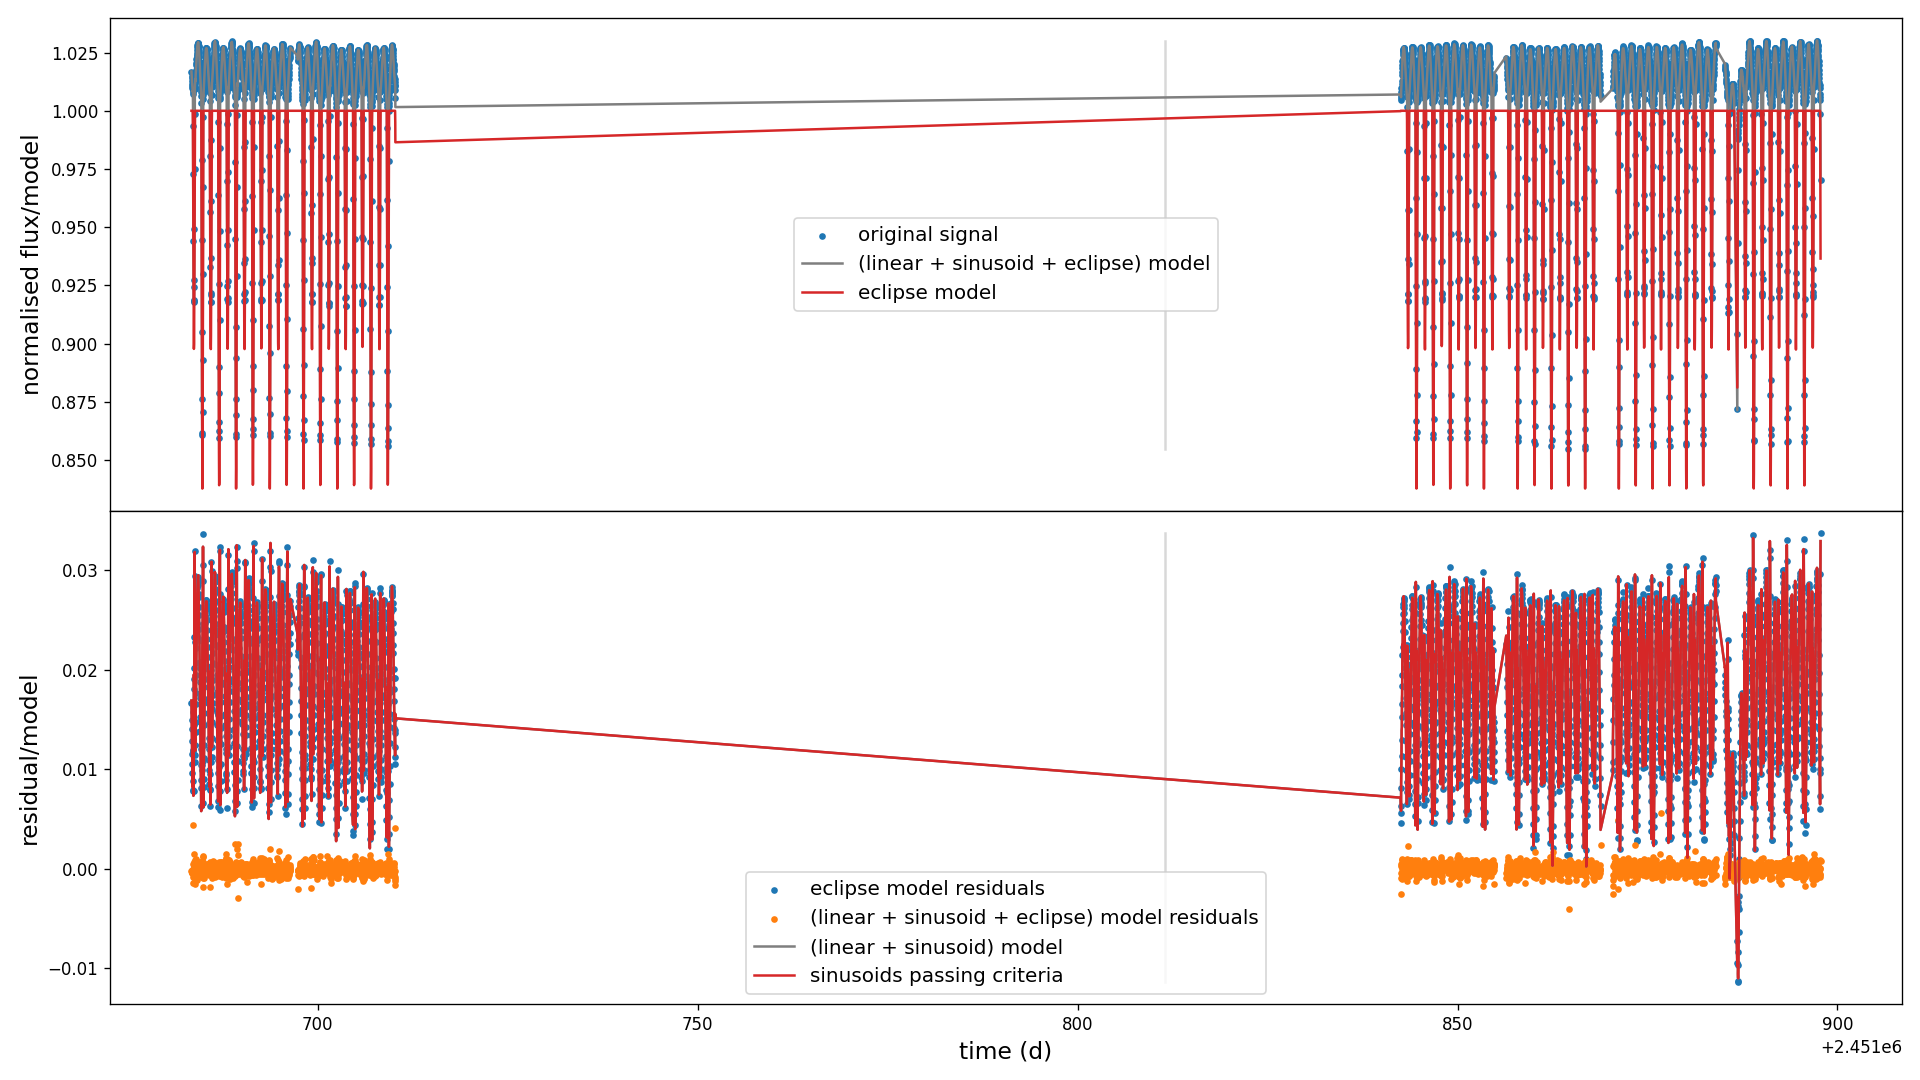 normalised flux/model
1.025
1.000
0.975
0.950
0.925
0.900
0.875
0.850
original signal
(linear + sinusoid + eclipse) model
eclipse model
residual/model
0.03
0.02
0.01
0.00
−0.01
eclipse model residuals
(linear + sinusoid + eclipse) model residuals
(linear + sinusoid) model
sinusoids passing criteria
700
750
800
850
900
time (d)
+2.451e6